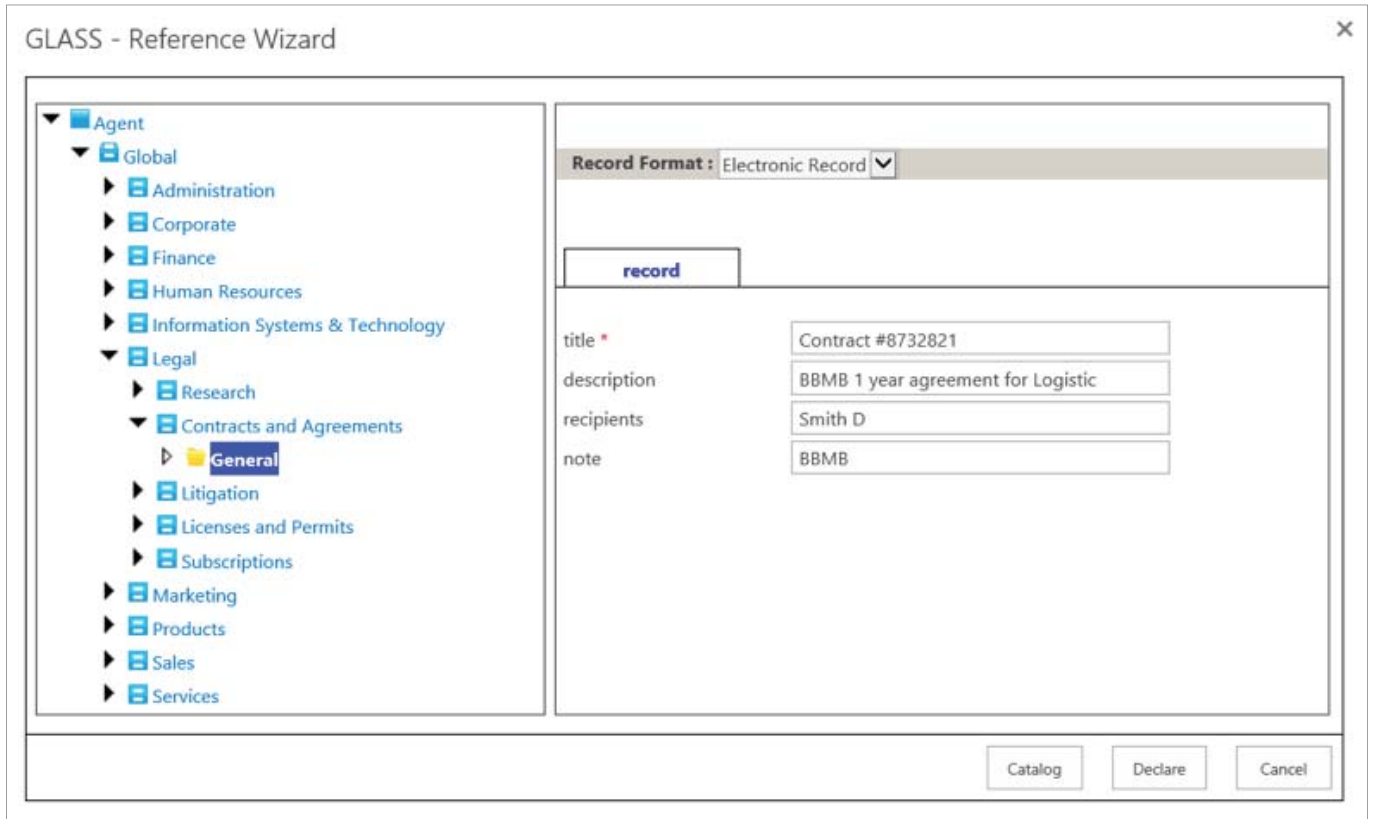 GLASS - Reference Wizard
Agent
Global
Administration
Corporate
Finance
Human Resources
Information Systems & Technology
Legal
Research
Contracts and Agreements
General
Litigation
Licenses and Permits
Subscriptions
Marketing
Products
Sales
Services
Record Format : Electronic Record
record
title * Contract #8732821
description BBMB 1 year agreement for Logistic
recipients Smith D
note BBMB
Catalog Declare Cancel